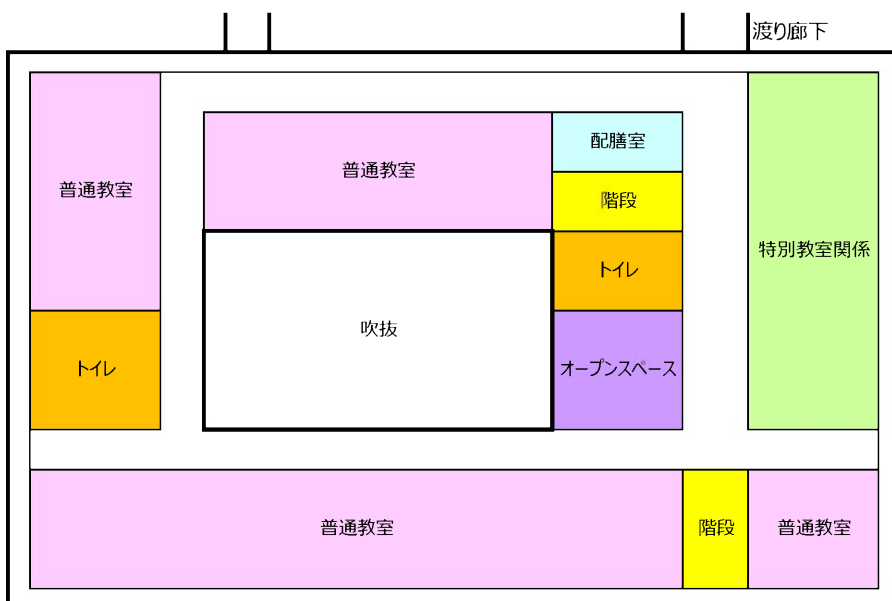 渡り廊下
配膳室
普通教室
普通教室
階段
特別教室関係
トイレ
吹抜
トイレ
オープンスペース
普通教室
階段
普通教室